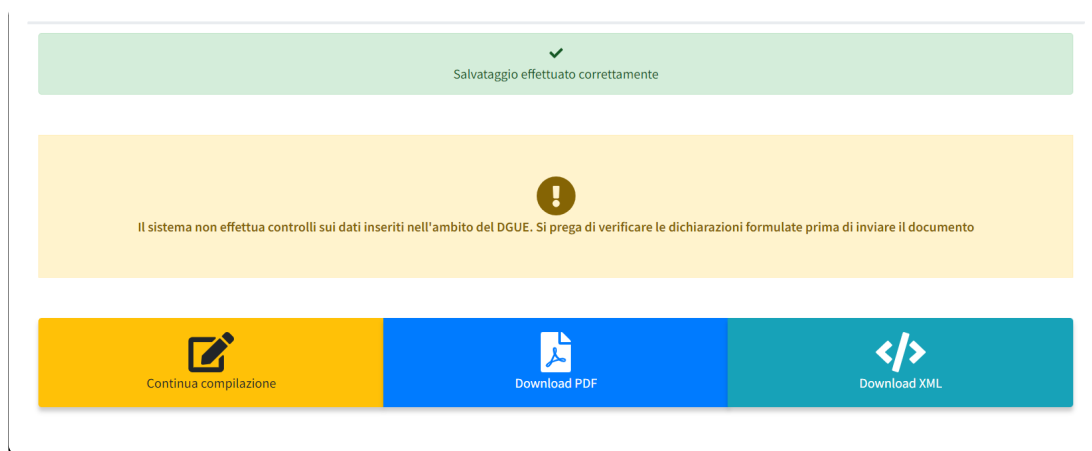 Salvataggio effettuato correttamente
Il sistema non effettua controlli sui dati inseriti nell'ambito del DGUE. Si prega di verificare le dichiarazioni formulate prima di inviare il documento
Continua compilazione
Download PDF
Download XML